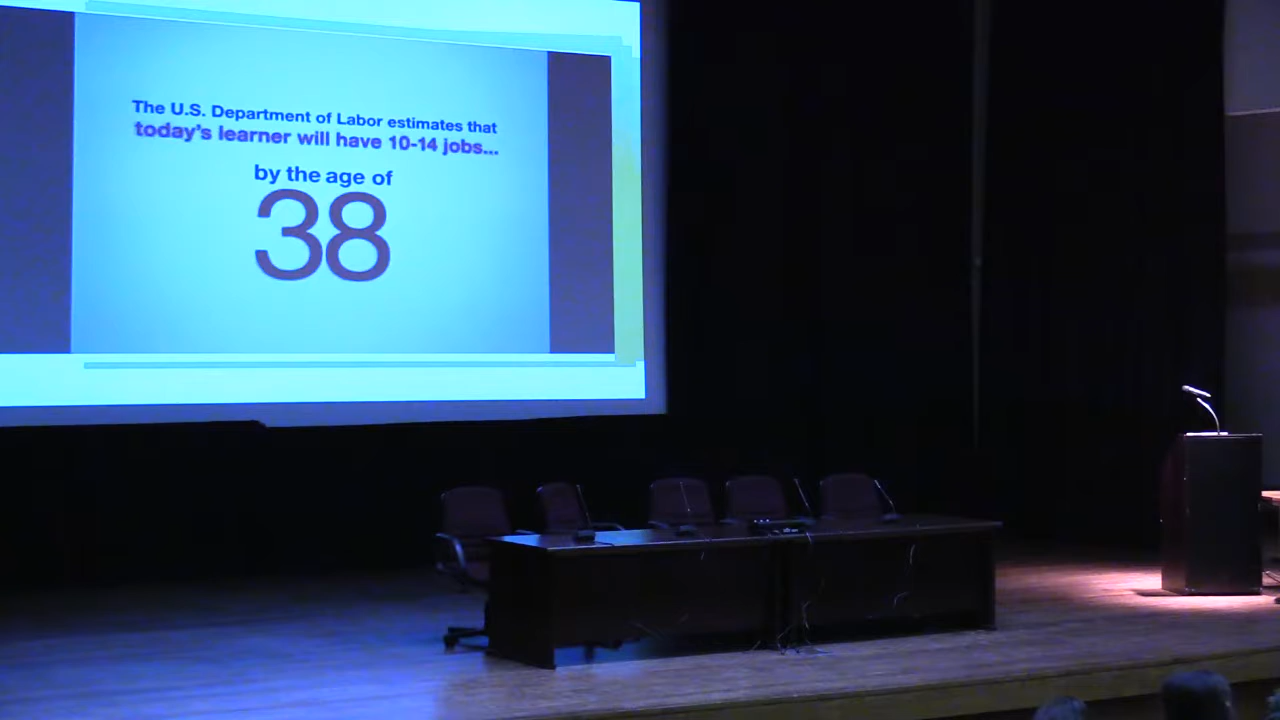 The U.S. Department of Labor estimates that
today's learner will have 10-14 jobs...
by the age of
38